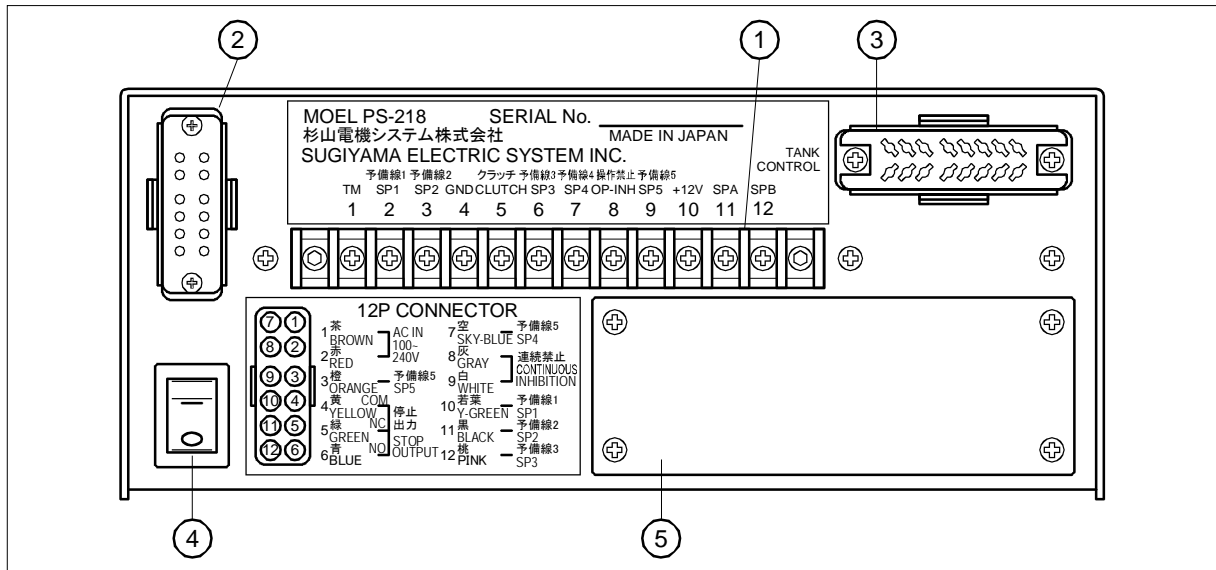 ② ① ③
MOEL PS-218 SERIAL No.
杉山電機システム株式会社 MADE IN JAPAN
SUGIYAMA ELECTRIC SYSTEM INC.
TANK
CONTROL
予備線1 予備線2 クラッチ 予備線3 予備線4 操作禁止 予備線5
TM SP1 SP2 GND CLUTCH SP3 SP4 OP-INH SP5 +12V SPA SPB
1 2 3 4 5 6 7 8 9 10 11 12
12P CONNECTOR
⑦ ①
⑧ ②
⑨ ③
⑩ ④
⑪ ⑤
⑫ ⑥
1 茶
BROWN
2 赤
RED
AC IN
100~
240V
3 橙
ORANGE
予備線5
SP5
4 黄
YELLOW
COM
5 緑
GREEN
NC
6 青
BLUE
NO
停止
出力
STOP
OUTPUT
7 空
SKY-BLUE
予備線5
SP4
8 灰
GRAY
9 白
WHITE
連続禁止
CONTINUOUS
INHIBITION
10 若葉
Y-GREEN
予備線1
SP1
11 黒
BLACK
予備線2
SP2
12 桃
PINK
予備線3
SP3
④ ⑤